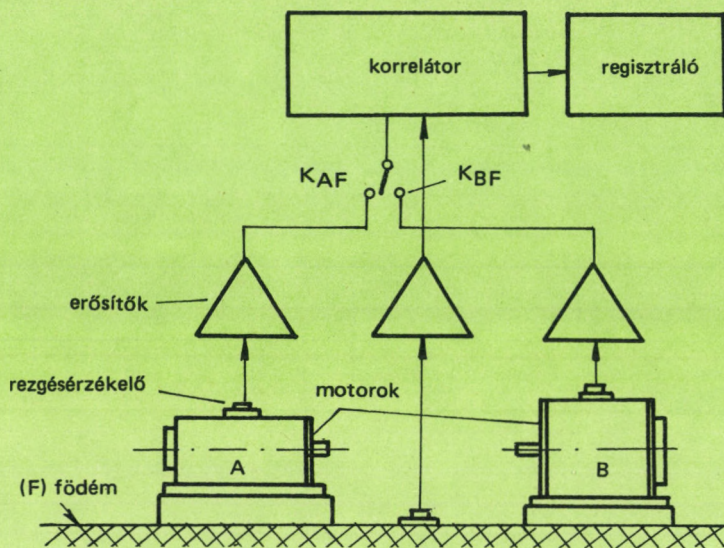 korrelátor
regisztráló
KAF
KBF
erősítők
rezgésérzékelő
motorok
A
B
(F) födém